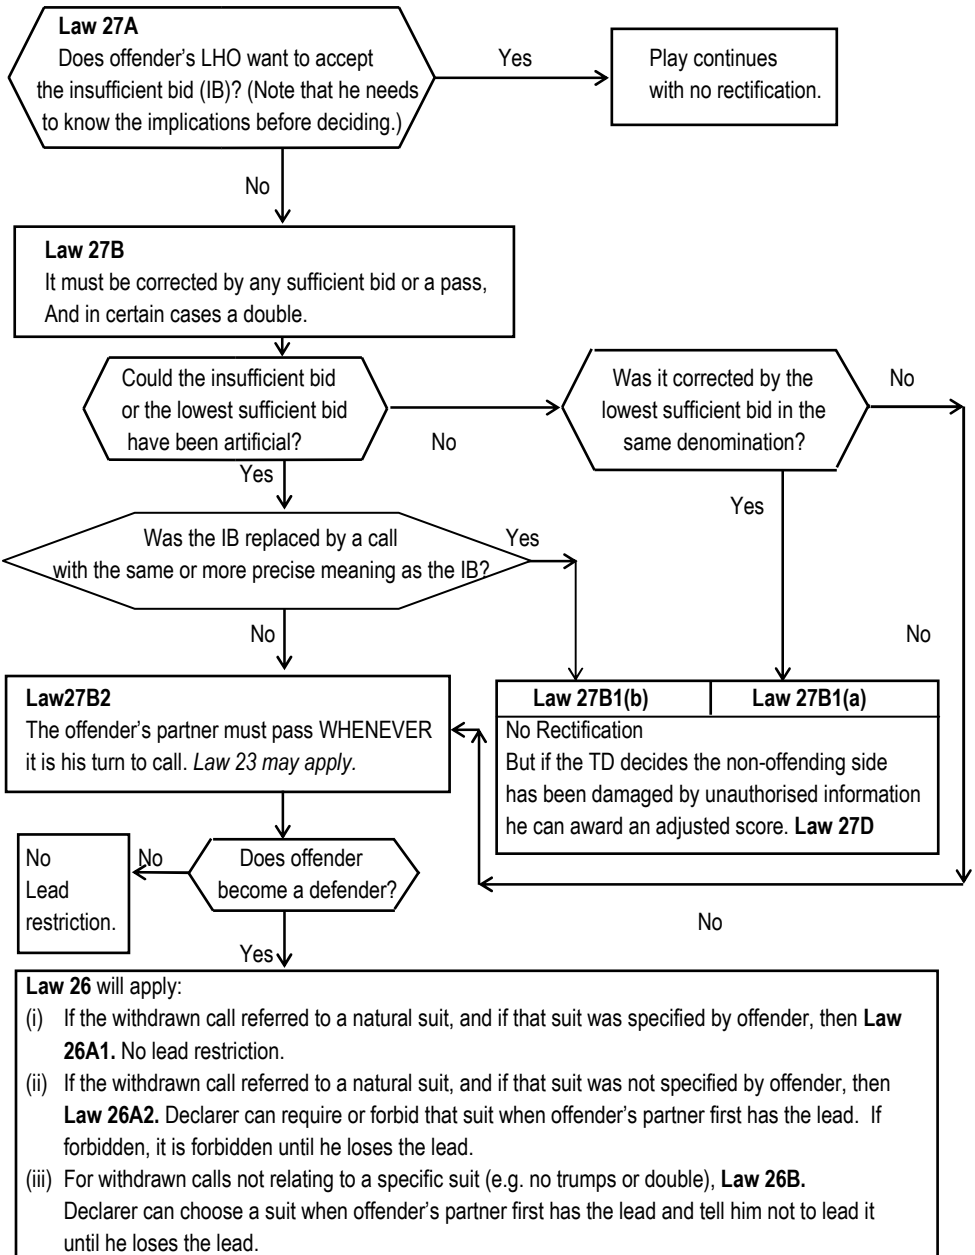 Law 27A
Does offender's LHO want to accept
the insufficient bid (IB)? (Note that he needs
to know the implications before deciding.)
Yes
Play continues
with no rectification.
No
Law 27B
It must be corrected by any sufficient bid or a pass,
And in certain cases a double.
Could the insufficient bid
or the lowest sufficient bid
have been artificial?
No
Was it corrected by the
lowest sufficient bid in the
same denomination?
No
Yes
Yes
Was the IB replaced by a call
with the same or more precise meaning as the IB?
Yes
No
No
Law27B2
The offender's partner must pass WHENEVER
it is his turn to call. Law 23 may apply.
Law 27B1(b)
Law 27B1(a)
No Rectification
But if the TD decides the non-offending side
has been damaged by unauthorised information
he can award an adjusted score. Law 27D
No
Lead
restriction.
No
Does offender
become a defender?
No
Yes
Law 26 will apply:
(i) If the withdrawn call referred to a natural suit, and if that suit was specified by offender, then Law
26A1. No lead restriction.
(ii) If the withdrawn call referred to a natural suit, and if that suit was not specified by offender, then
Law 26A2. Declarer can require or forbid that suit when offender's partner first has the lead. If
forbidden, it is forbidden until he loses the lead.
(iii) For withdrawn calls not relating to a specific suit (e.g. no trumps or double), Law 26B.
Declarer can choose a suit when offender's partner first has the lead and tell him not to lead it
until he loses the lead.